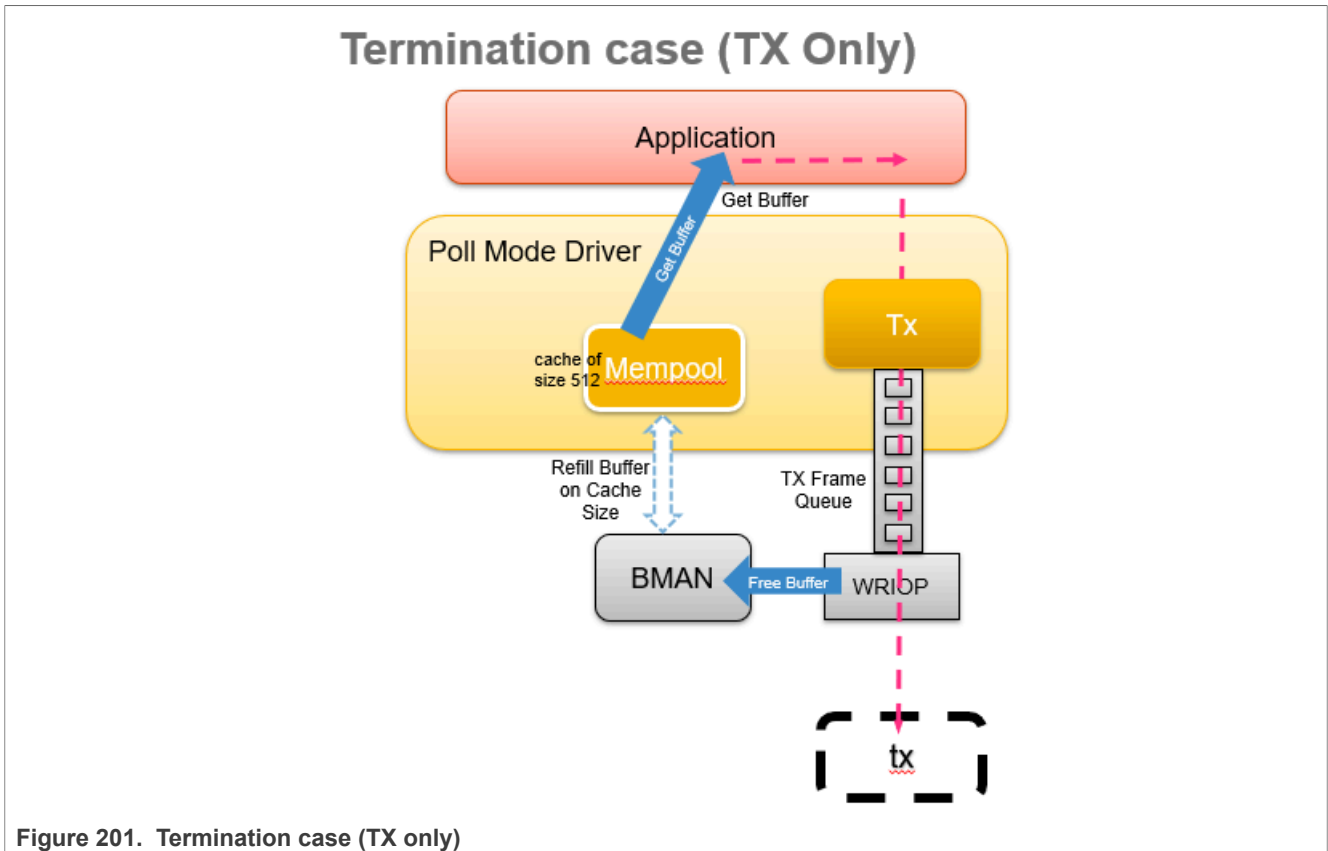 Termination case (TX Only)
Application
Get Buffer
Get Buffer
Poll Mode Driver
Tx
cache of
size 512
Mempool
Refill Buffer
on Cache
Size
TX Frame
Queue
BMAN
Free Buffer
WRIOP
tx
Figure 201. Termination case (TX only)